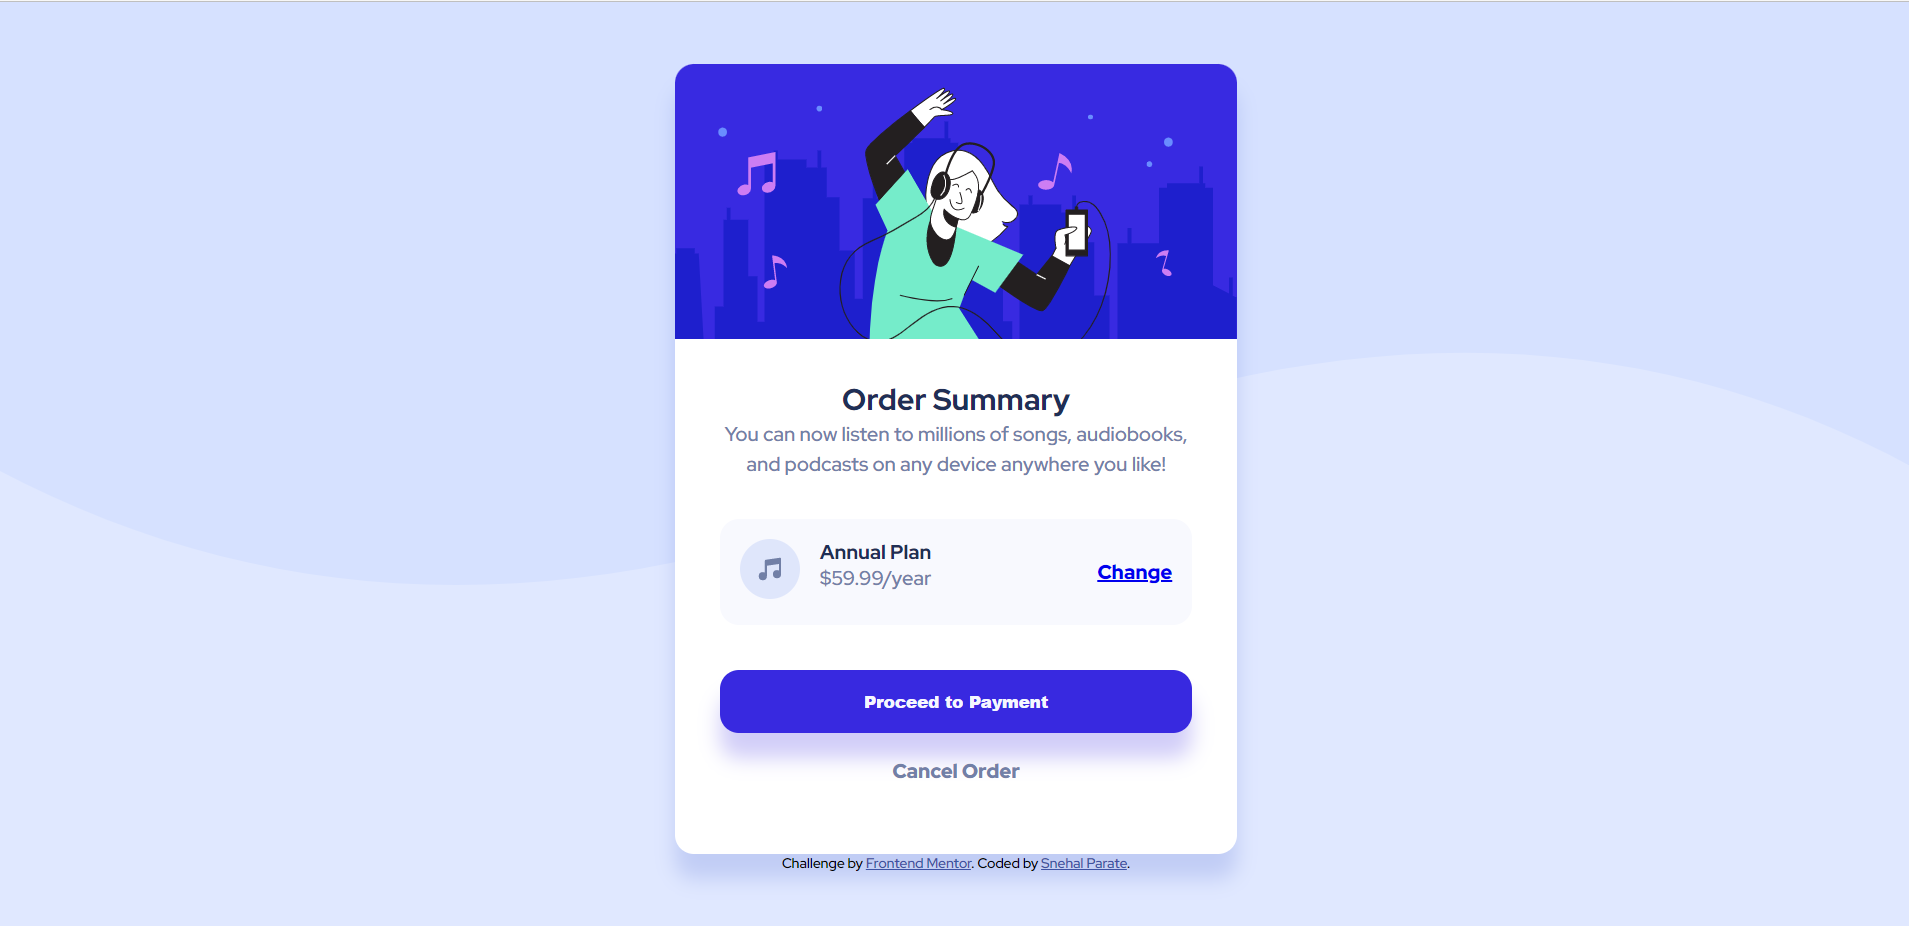 Order Summary
You can now listen to millions of songs, audiobooks,
and podcasts on any device anywhere you like!
Annual Plan
$59.99/year
Change
Proceed to Payment
Cancel Order
Challenge by Frontend Mentor. Coded by Snehal Parate.